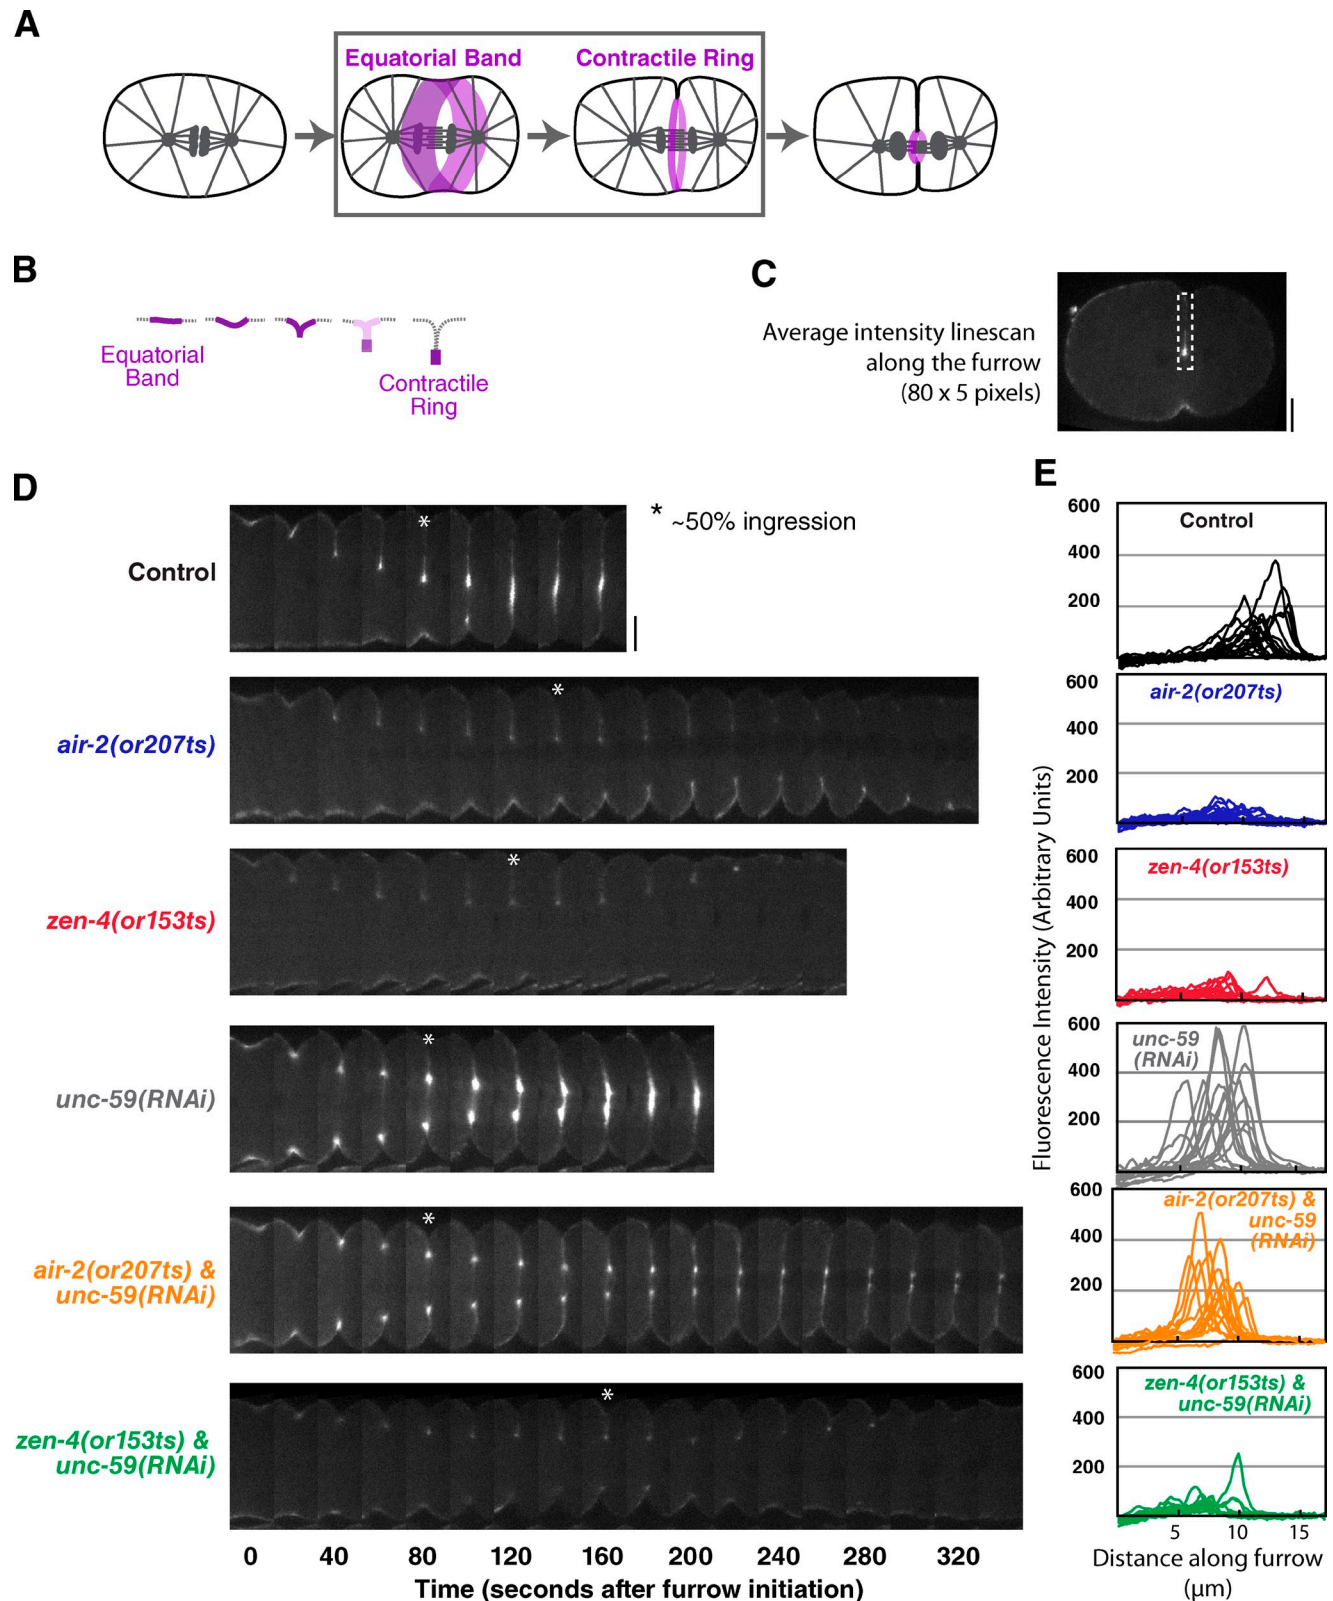 A
Equatorial Band
Contractile Ring
B
Equatorial
Band
Contractile
Ring
C
Average intensity linescan
along the furrow
(80 x 5 pixels)
D
Control
*
* ~50% ingression
air-2(or207ts)
*
zen-4(or153ts)
*
unc-59(RNAi)
*
air-2(or207ts) &
unc-59(RNAi)
*
zen-4(or153ts) &
unc-59(RNAi)
*
0 40 80 120 160 200 240 280 320
Time (seconds after furrow initiation)
E
Fluorescence Intensity (Arbitrary Units)
600
Control
400
200
600
air-2(or207ts)
400
200
600
zen-4(or153ts)
400
200
600
unc-59
(RNAi)
400
200
600
air-2(or207ts) &
unc-59
(RNAi)
400
200
600
zen-4(or153ts) &
unc-59(RNAi)
400
200
5 10 15
Distance along furrow
(μm)